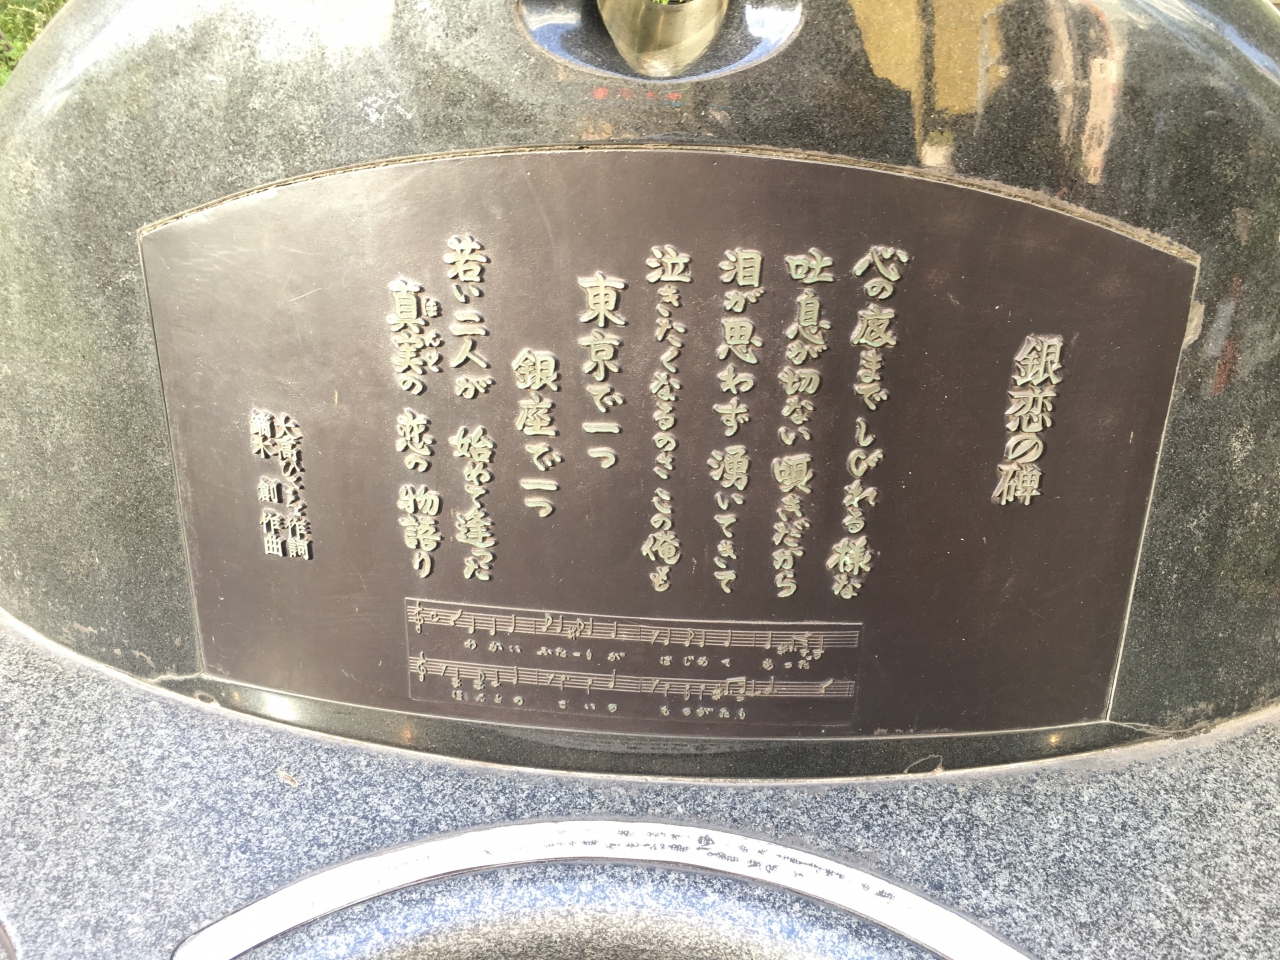 銀恋の碑
心の底まで しびれる様な
吐息が切ない 囁きだから
泪が思わず 湧いてきて
泣きたくなるのさ この俺も
東京で一つ
銀座で一つ
若い二人が 始めて逢った
真実の 恋の物語り
大高ひさを 作詞
鏑木 創 作曲
わかい ふたーりが はじめて あった
ほんとの こいの ものがたり